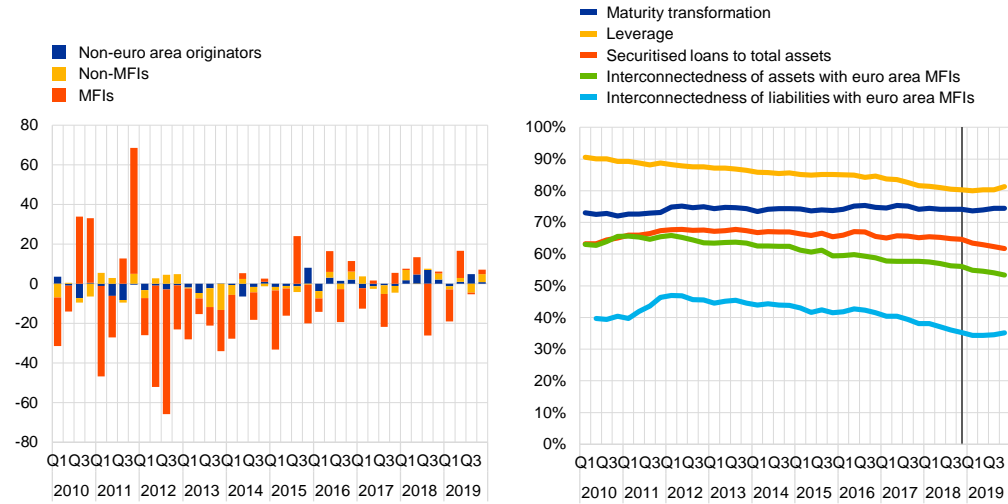 Non-euro area originators
Non-MFIs
MFIs
80
60
40
20
0
-20
-40
-60
-80
Q1Q3Q1Q3Q1Q3Q1Q3Q1Q3Q1Q3Q1Q3Q1Q3Q1Q3Q1Q3
2010 2011 2012 2013 2014 2015 2016 2017 2018 2019
Maturity transformation
Leverage
Securitised loans to total assets
Interconnectedness of assets with euro area MFIs
Interconnectedness of liabilities with euro area MFIs
100%
90%
80%
70%
60%
50%
40%
30%
20%
10%
0%
Q1Q3Q1Q3Q1Q3Q1Q3Q1Q3Q1Q3Q1Q3Q1Q3Q1Q3Q1Q3
2010 2011 2012 2013 2014 2015 2016 2017 2018 2019